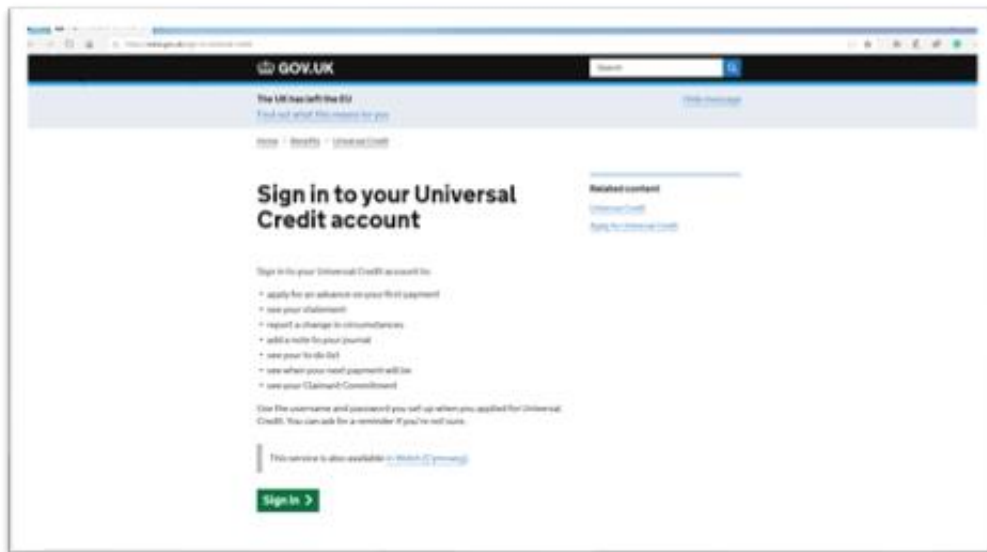 GOV.UK
Search
The UK has left the EU
Hide message
Find out what this means for you
Home Benefits Universal Credit
Sign in to your Universal
Credit account
Related content
Universal Credit
Apply for Universal Credit
Sign in to your Universal Credit account to:
• apply for an advance on your first payment
• see your statement
• report a change in circumstances
• add a note to your journal
• see your to-do list
• see when your next payment will be
• see your Claimant Commitment
Use the username and password you set up when you applied for Universal
Credit. You can ask for a reminder if you're not sure.
This service is also available in Welsh (Cymraeg).
Sign in >